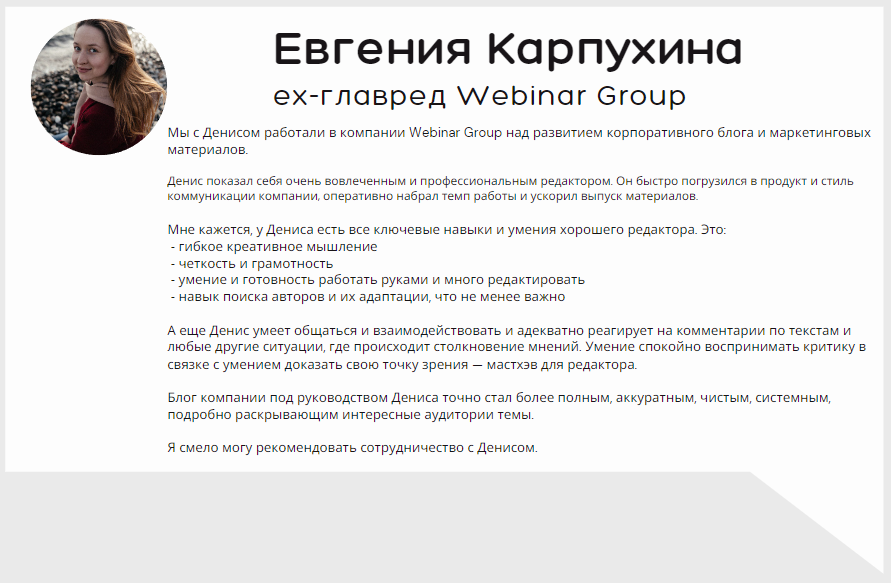 Евгения Карпухина
ex-главред Webinar Group
Мы с Денисом работали в компании Webinar Group над развитием корпоративного блога и маркетинговых
материалов.
Денис показал себя очень вовлеченным и профессиональным редактором. Он быстро погрузился в продукт и стиль
коммуникации компании, оперативно набрал темп работы и ускорил выпуск материалов.
Мне кажется, у Дениса есть все ключевые навыки и умения хорошего редактора. Это:
- гибкое креативное мышление
- четкость и грамотность
- умение и готовность работать руками и много редактировать
- навык поиска авторов и их адаптации, что не менее важно
А еще Денис умеет общаться и взаимодействовать и адекватно реагирует на комментарии по текстам и
любые другие ситуации, где происходит столкновение мнений. Умение спокойно воспринимать критику в
связке с умением доказать свою точку зрения — мастхэв для редактора.
Блог компании под руководством Дениса точно стал более полным, аккуратным, чистым, системным,
подробно раскрывающим интересные аудитории темы.
Я смело могу рекомендовать сотрудничество с Денисом.